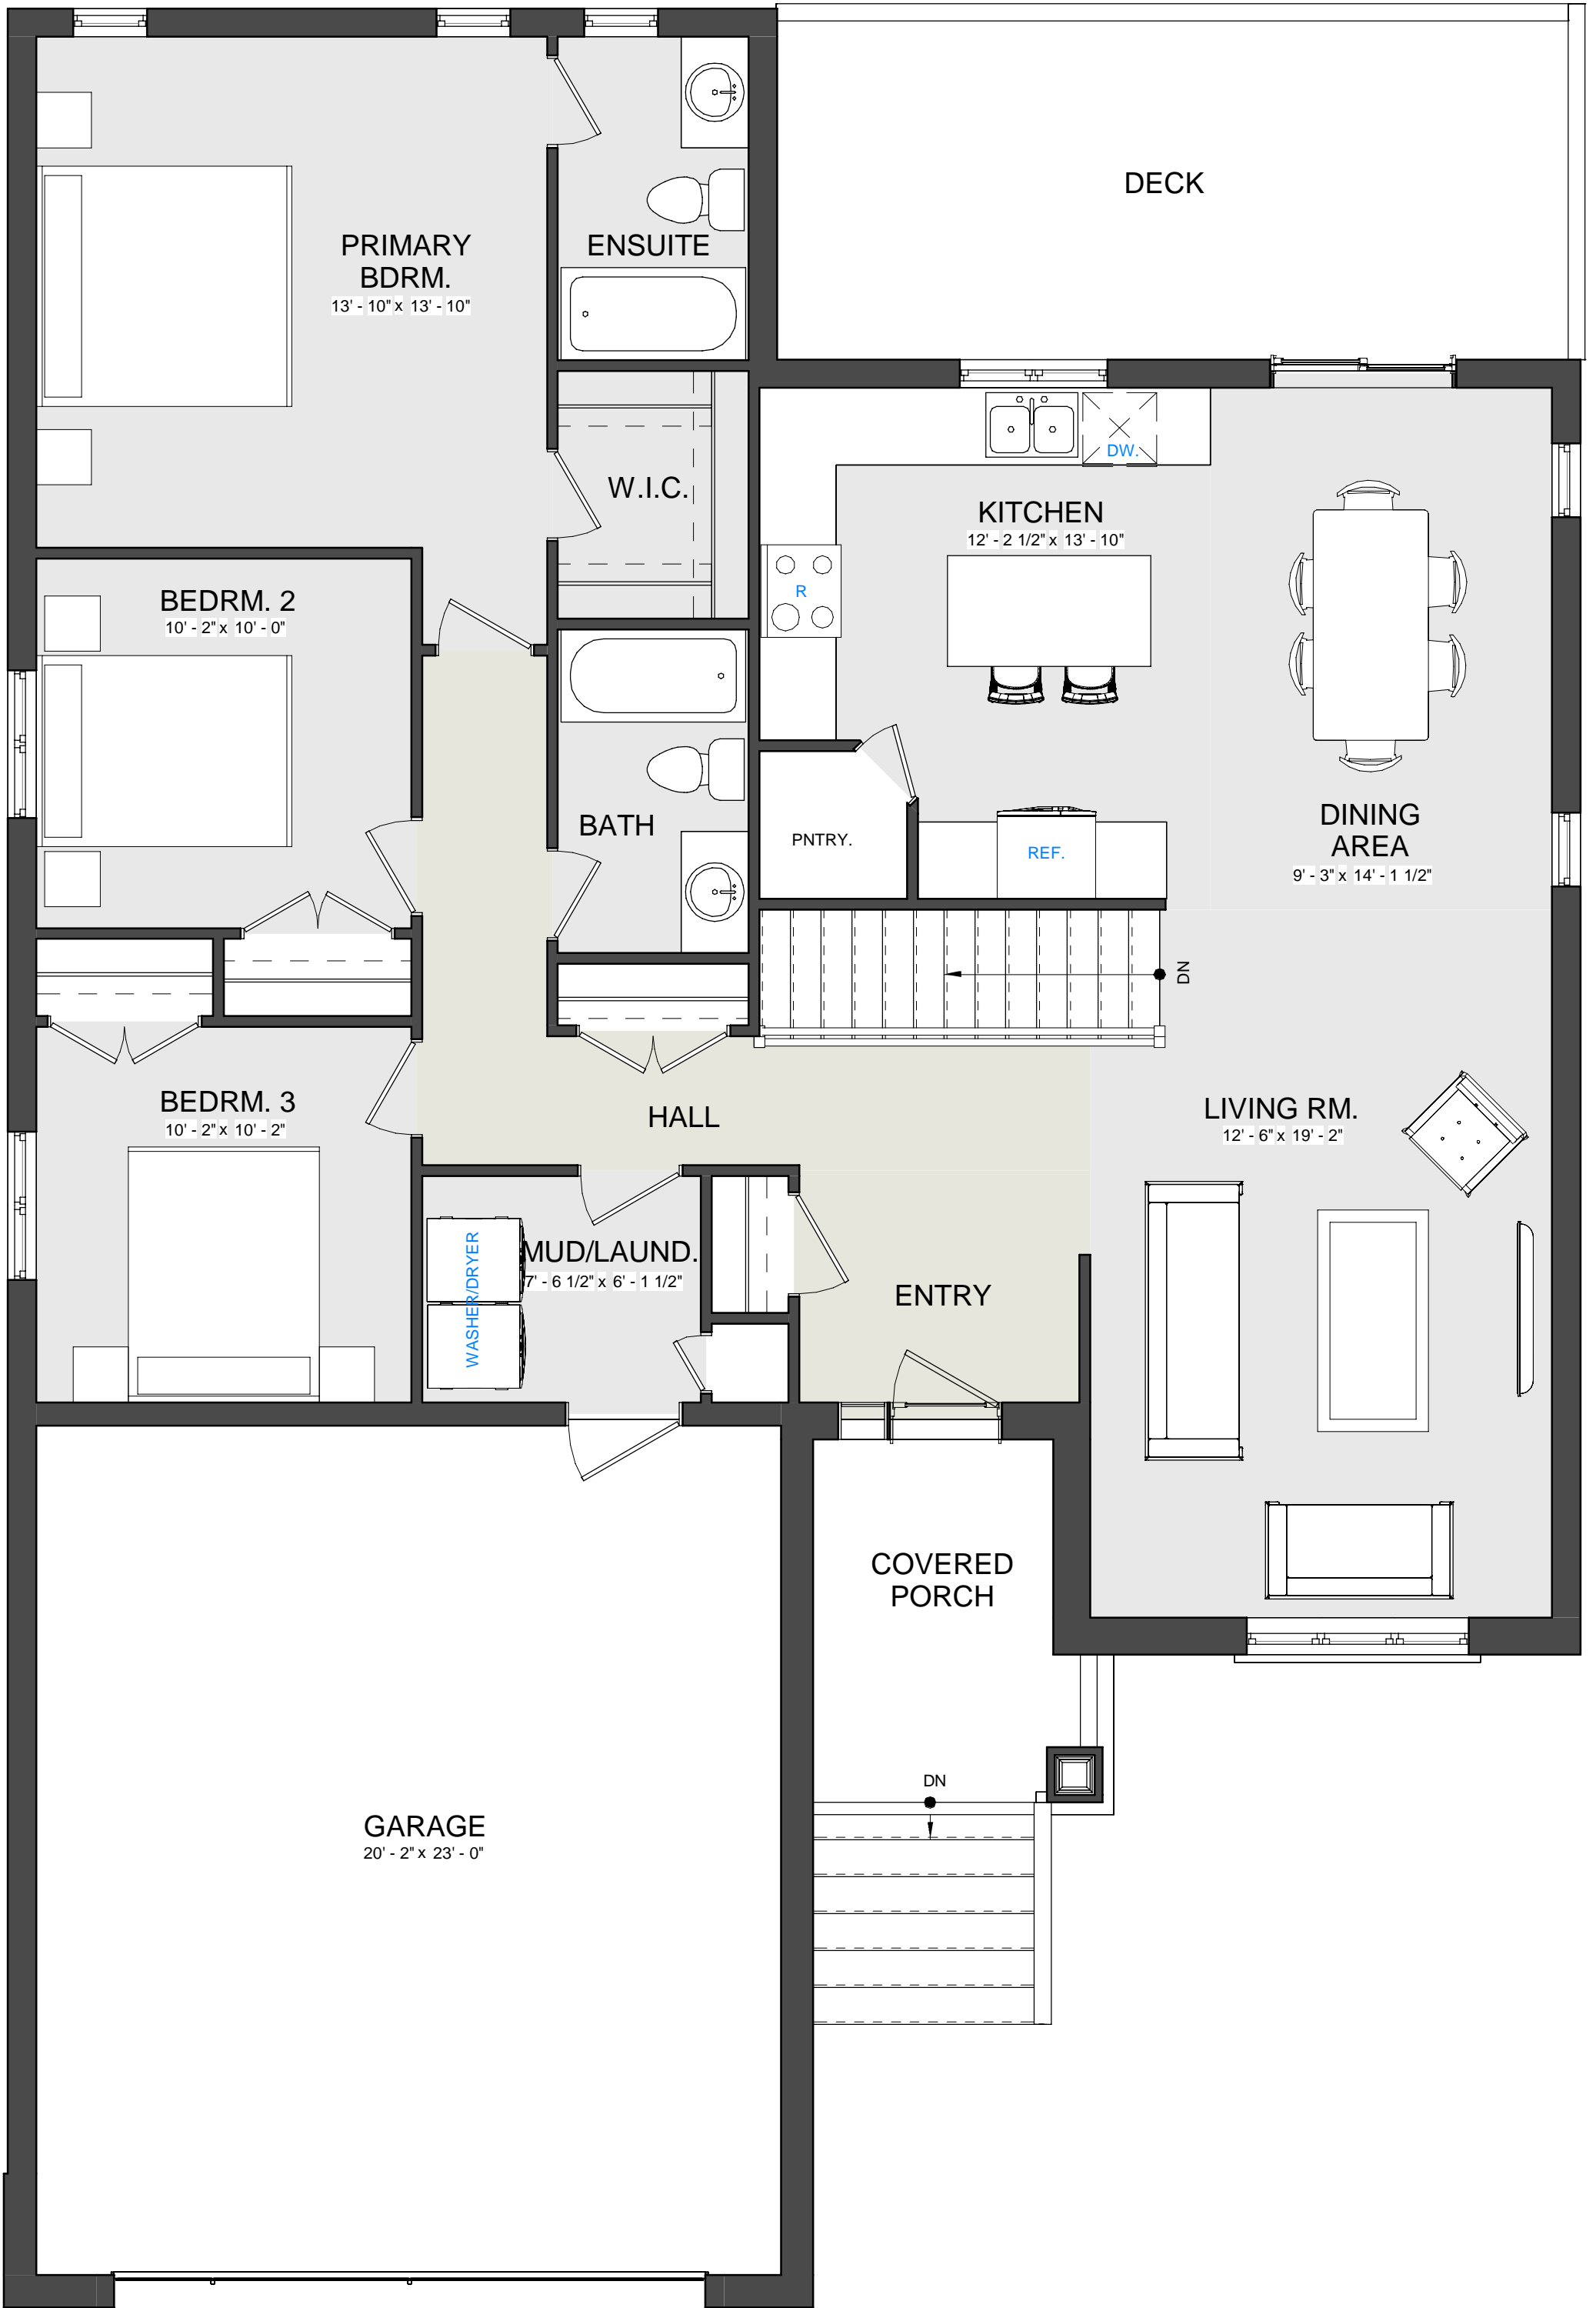 DECK
PRIMARY
BDRM.
13' - 10" x 13' - 10"
ENSUITE
W.I.C.
DW.
KITCHEN
12' - 2 1/2" x 13' - 10"
R
BEDRM. 2
10' - 2" x 10' - 0"
BATH
PNTRY.
REF.
DINING
AREA
9' - 3" x 14' - 1 1/2"
DN
BEDRM. 3
10' - 2" x 10' - 2"
HALL
LIVING RM.
12' - 6" x 19' - 2"
WASHER/DRYER
MUD/LAUND.
7' - 6 1/2" x 6' - 1 1/2"
ENTRY
COVERED
PORCH
DN
GARAGE
20' - 2" x 23' - 0"